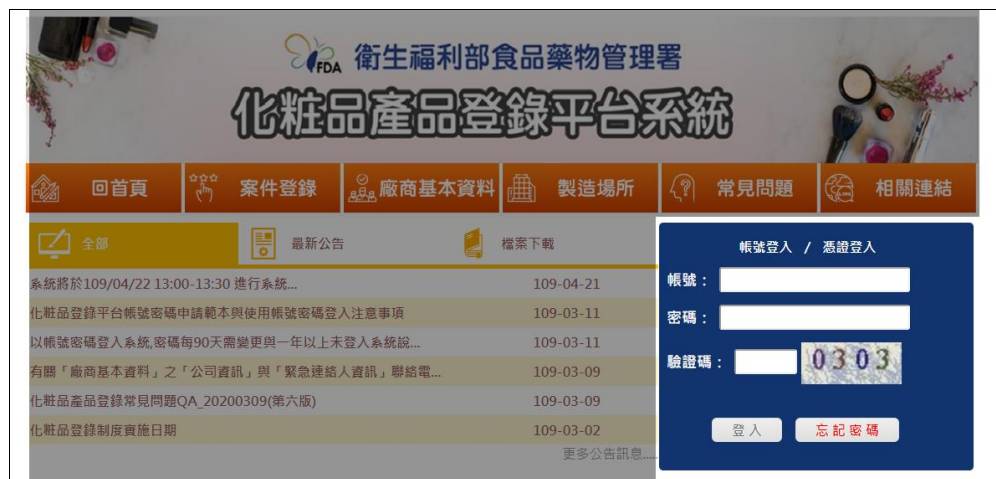 FDA 衛生福利部食品藥物管理署
化粧品產品登錄平台系統
回首頁 案件登錄 廠商基本資料 製造場所 常見問題 相關連結
全部 最新公告 檔案下載
系統將於109/04/22 13:00-13:30 進行系統... 109-04-21
化粧品登錄平台帳號密碼申請範本與使用帳號密碼登入注意事項 109-03-11
以帳號密碼登入系統,密碼每90天需變更與一年以上未登入系統說... 109-03-11
有關「廠商基本資料」之「公司資訊」與「緊急連絡人資訊」聯絡電... 109-03-09
化粧品產品登錄常見問題QA_20200309(第六版) 109-03-09
化粧品登錄制度實施日期 109-03-02
更多公告訊息.....
帳號登入 / 憑證登入
帳號：
密碼：
驗證碼： 0303
登入 忘記密碼